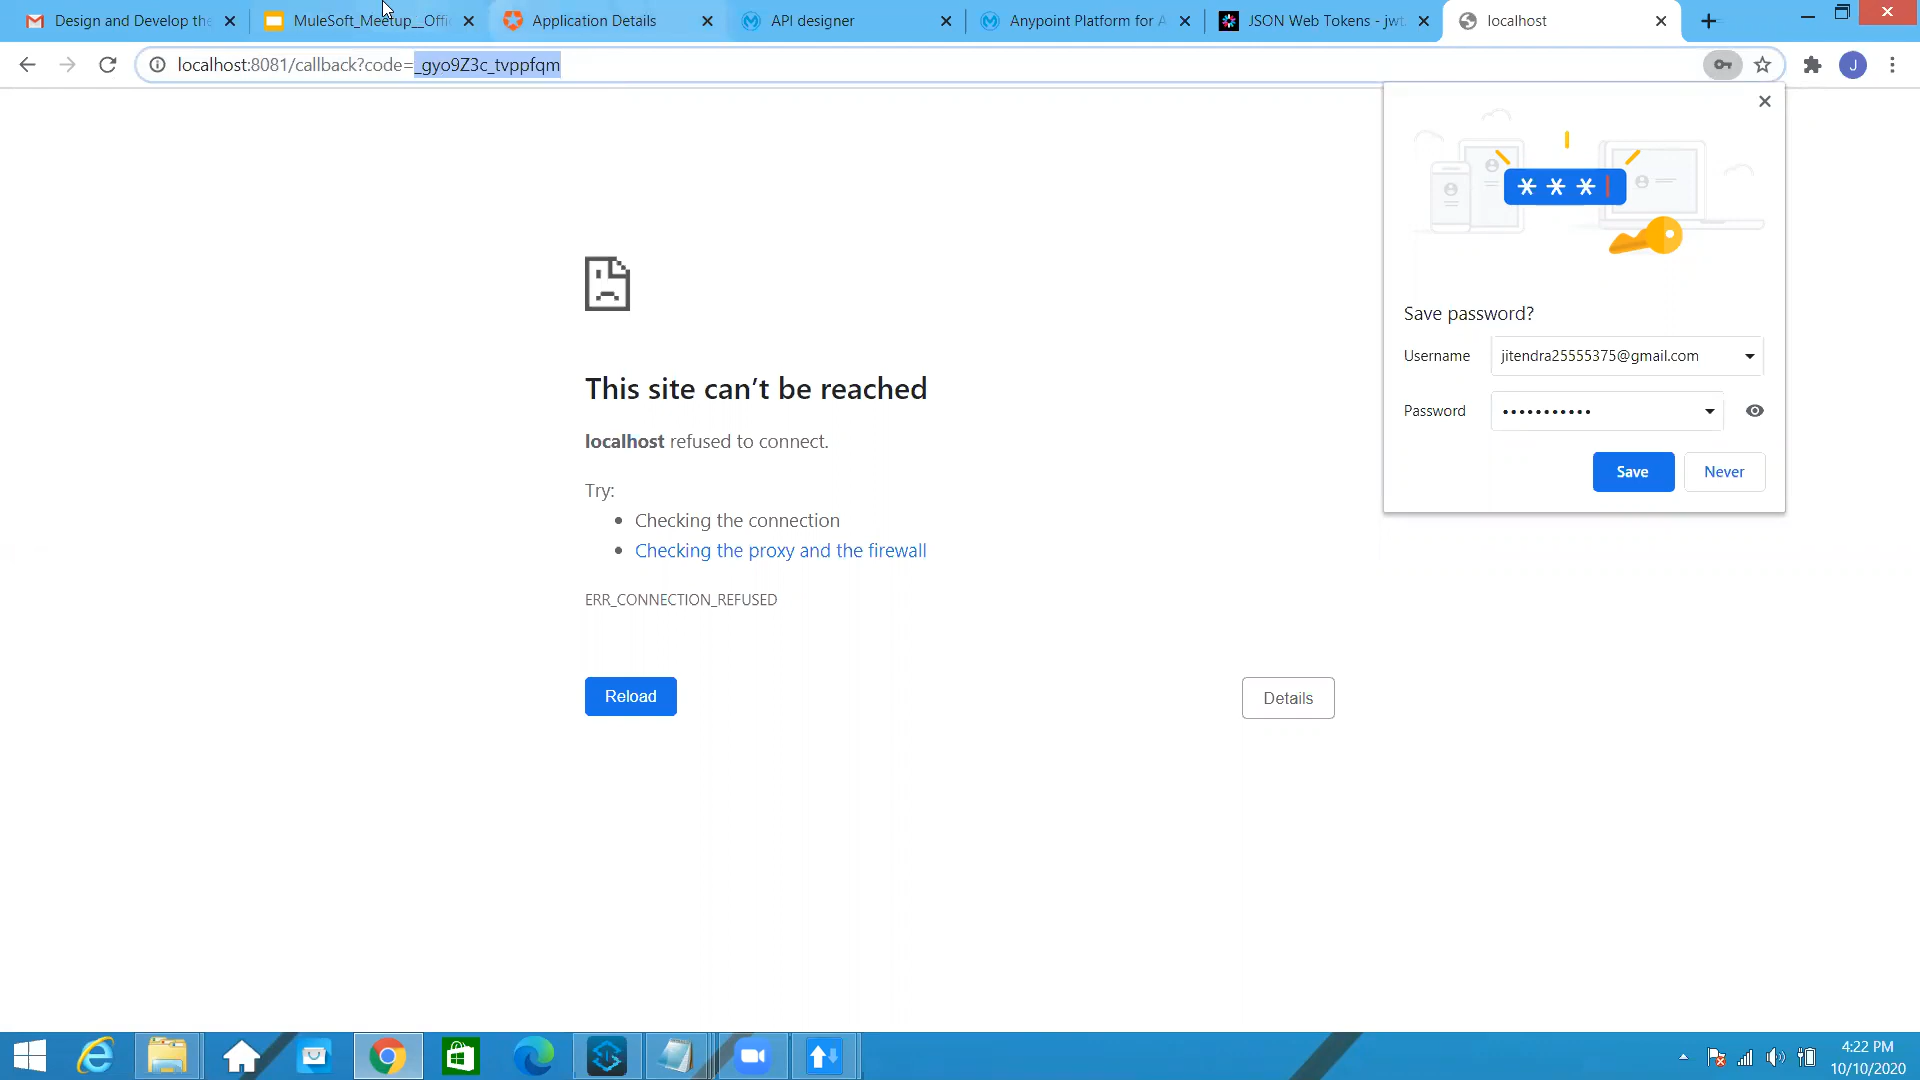 Design and Develop the
MuleSoft_Meetup__Offi
Application Details
API designer
Anypoint Platform for A
JSON Web Tokens - jwt.
localhost
localhost:8081/callback?code=_gyo9Z3c_tvppfqm
J
* * *
Save password?
Username
jitendra25555375@gmail.com
Password
•••••••••••
Save
Never
This site can’t be reached
localhost refused to connect.
Try:
• Checking the connection
• Checking the proxy and the firewall
ERR_CONNECTION_REFUSED
Reload
Details
4:22 PM
10/10/2020